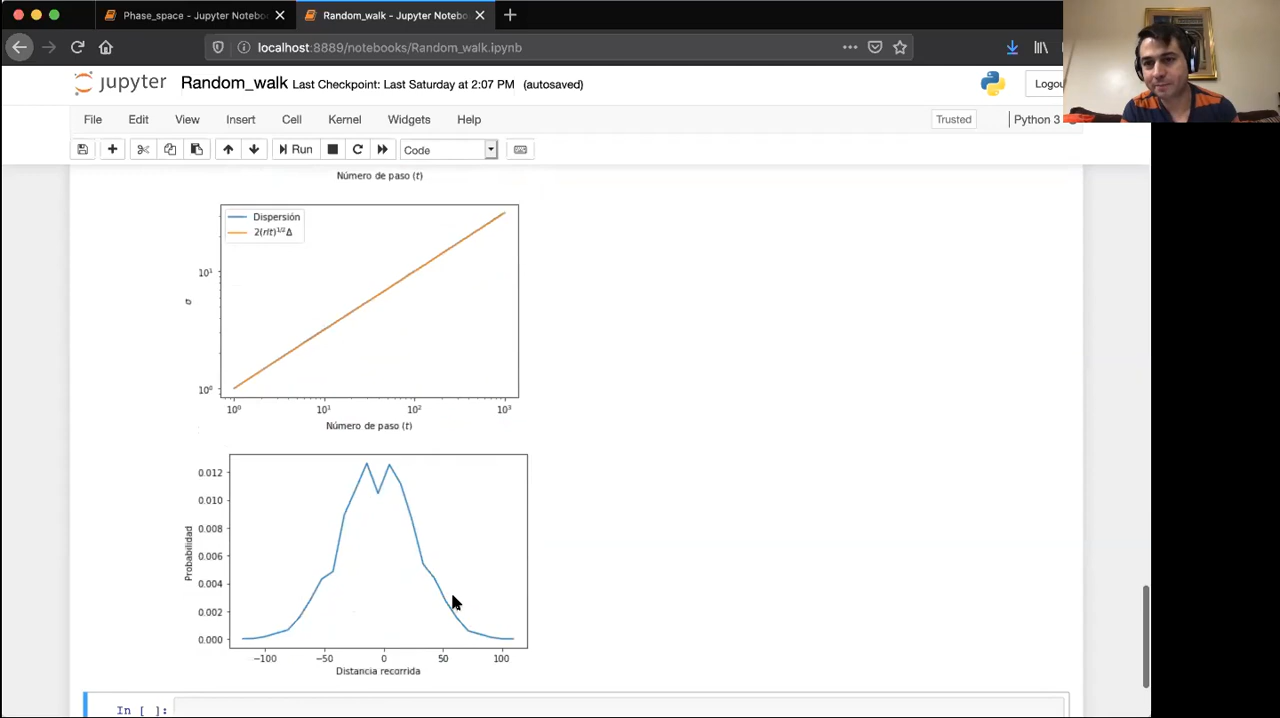 Phase_space - Jupyter Noteboo
Random_walk - Jupyter Noteboo
localhost:8889/notebooks/Random_walk.ipynb
jupyter Random_walk Last Checkpoint: Last Saturday at 2:07 PM (autosaved)
Logou
File Edit View Insert Cell Kernel Widgets Help
Trusted
Python 3
Run
Code
Número de paso (t)
Dispersión
2(rlt)^1/2Δ
σ
10¹
10⁰
10⁰ 10¹ 10² 10³
Número de paso (t)
Probabilidad
0.012
0.010
0.008
0.006
0.004
0.002
0.000
−100 −50 0 50 100
Distancia recorrida
In [ ]: